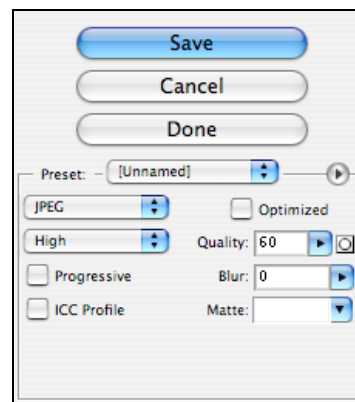 Save
Cancel
Done
Preset: [Unnamed]
JPEG Optimized
High Quality: 60
Progressive Blur: 0
ICC Profile Matte: